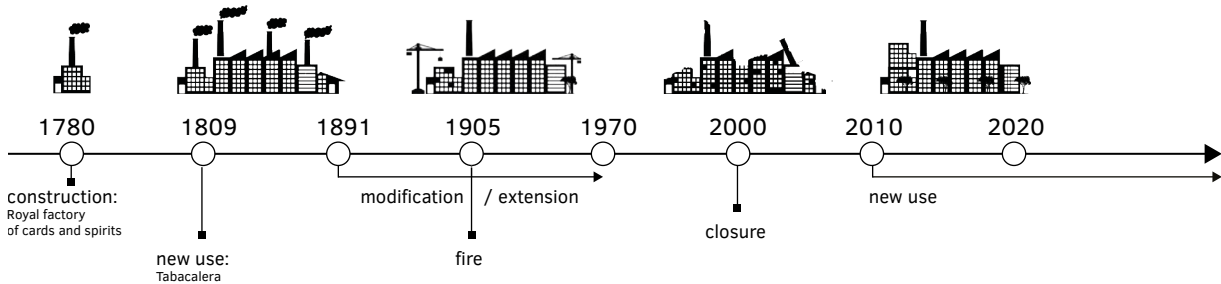 1780 1809 1891 1905 1970 2000 2010 2020
construction:
Royal factory
of cards and spirits
new use:
Tabacalera
modification / extension
fire
closure
new use